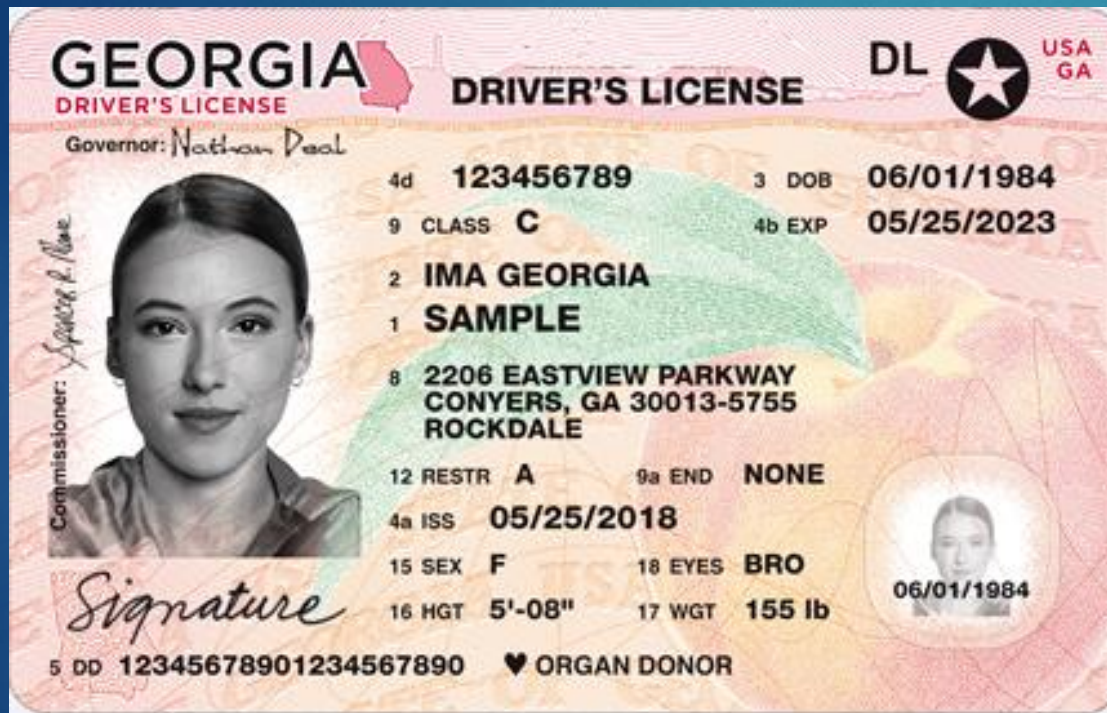 GEORGIA
DRIVER'S LICENSE
DRIVER'S LICENSE
DL
USA
GA
Governor: Nathan Deal
Commissioner:
4d 123456789
3 DOB 06/01/1984
9 CLASS C
4b EXP 05/25/2023
2 IMA GEORGIA
1 SAMPLE
8 2206 EASTVIEW PARKWAY
CONYERS, GA 30013-5755
ROCKDALE
12 RESTR A
9a END NONE
4a ISS 05/25/2018
15 SEX F
18 EYES BRO
16 HGT 5'-08"
17 WGT 155 lb
06/01/1984
Signature
5 DD 12345678901234567890
♥ ORGAN DONOR